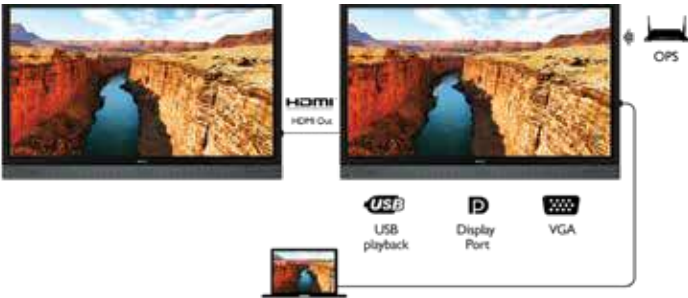 HDMI
HDMI Out
OPS
USB
USB
playback
D
Display
Port
VGA